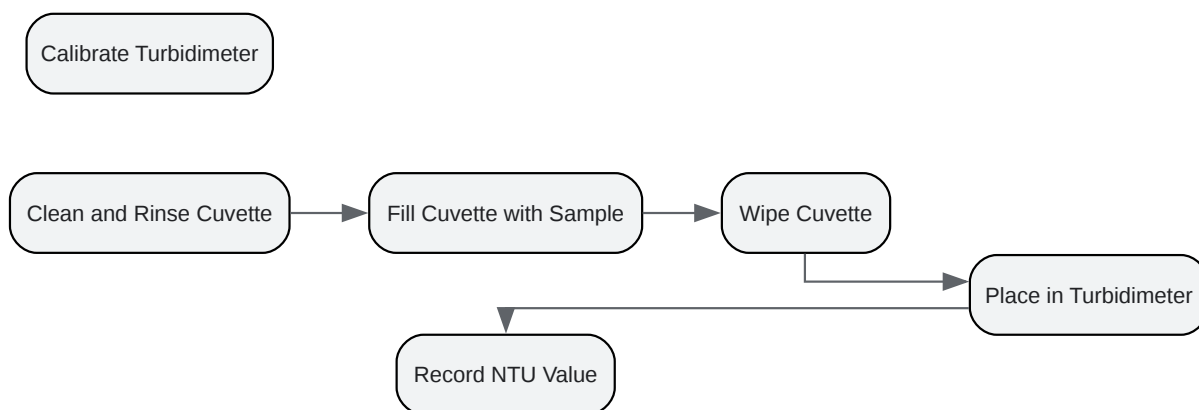 Calibrate Turbidimeter
Clean and Rinse Cuvette
Fill Cuvette with Sample
Wipe Cuvette
Place in Turbidimeter
Record NTU Value